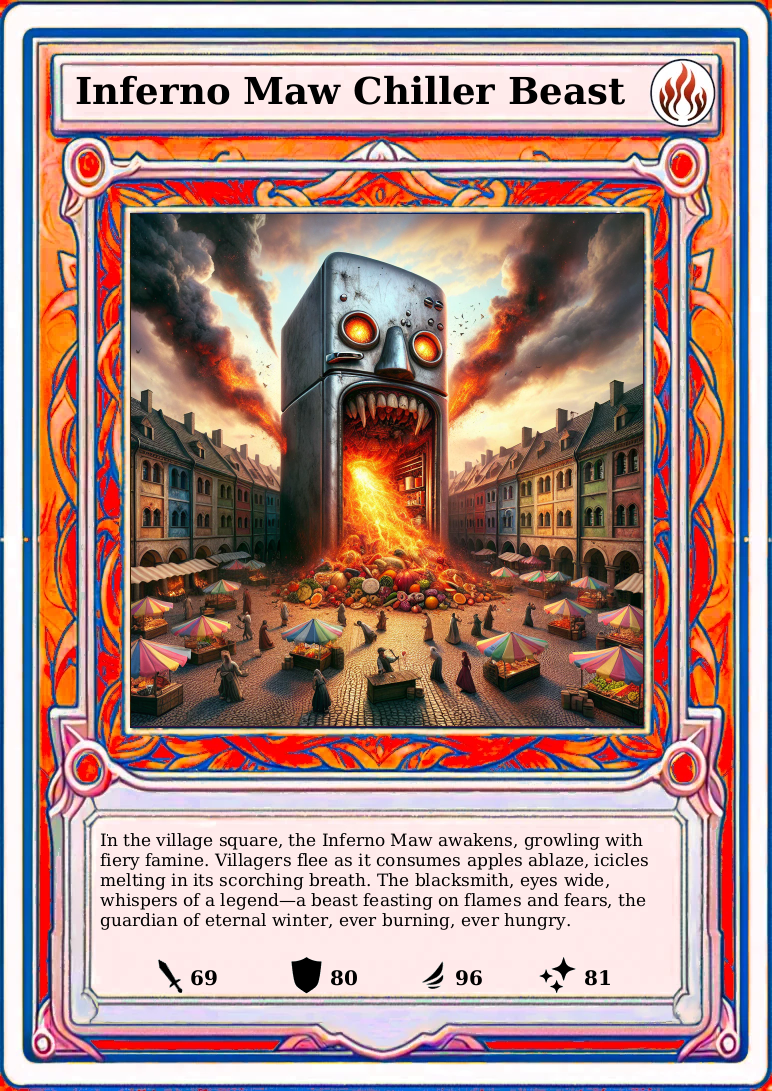 Inferno Maw Chiller Beast
In the village square, the Inferno Maw awakens, growling with
fiery famine. Villagers flee as it consumes apples ablaze, icicles
melting in its scorching breath. The blacksmith, eyes wide,
whispers of a legend—a beast feasting on flames and fears, the
guardian of eternal winter, ever burning, ever hungry.
69 80 96 81